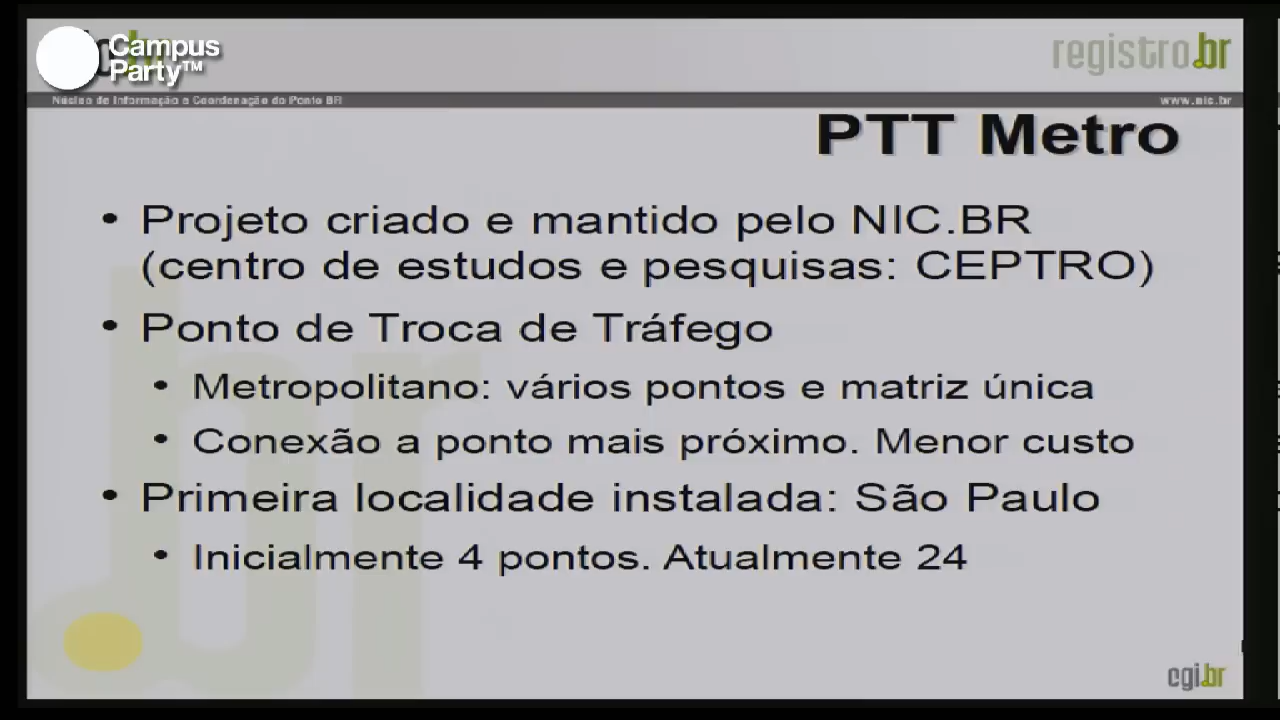 Campus
Party™
registro.br
Núcleo de Informação e Coordenação do Ponto BR
www.nic.br
PTT Metro
• Projeto criado e mantido pelo NIC.BR
(centro de estudos e pesquisas: CEPTRO)
• Ponto de Troca de Tráfego
• Metropolitano: vários pontos e matriz única
• Conexão a ponto mais próximo. Menor custo
• Primeira localidade instalada: São Paulo
• Inicialmente 4 pontos. Atualmente 24
cgi.br